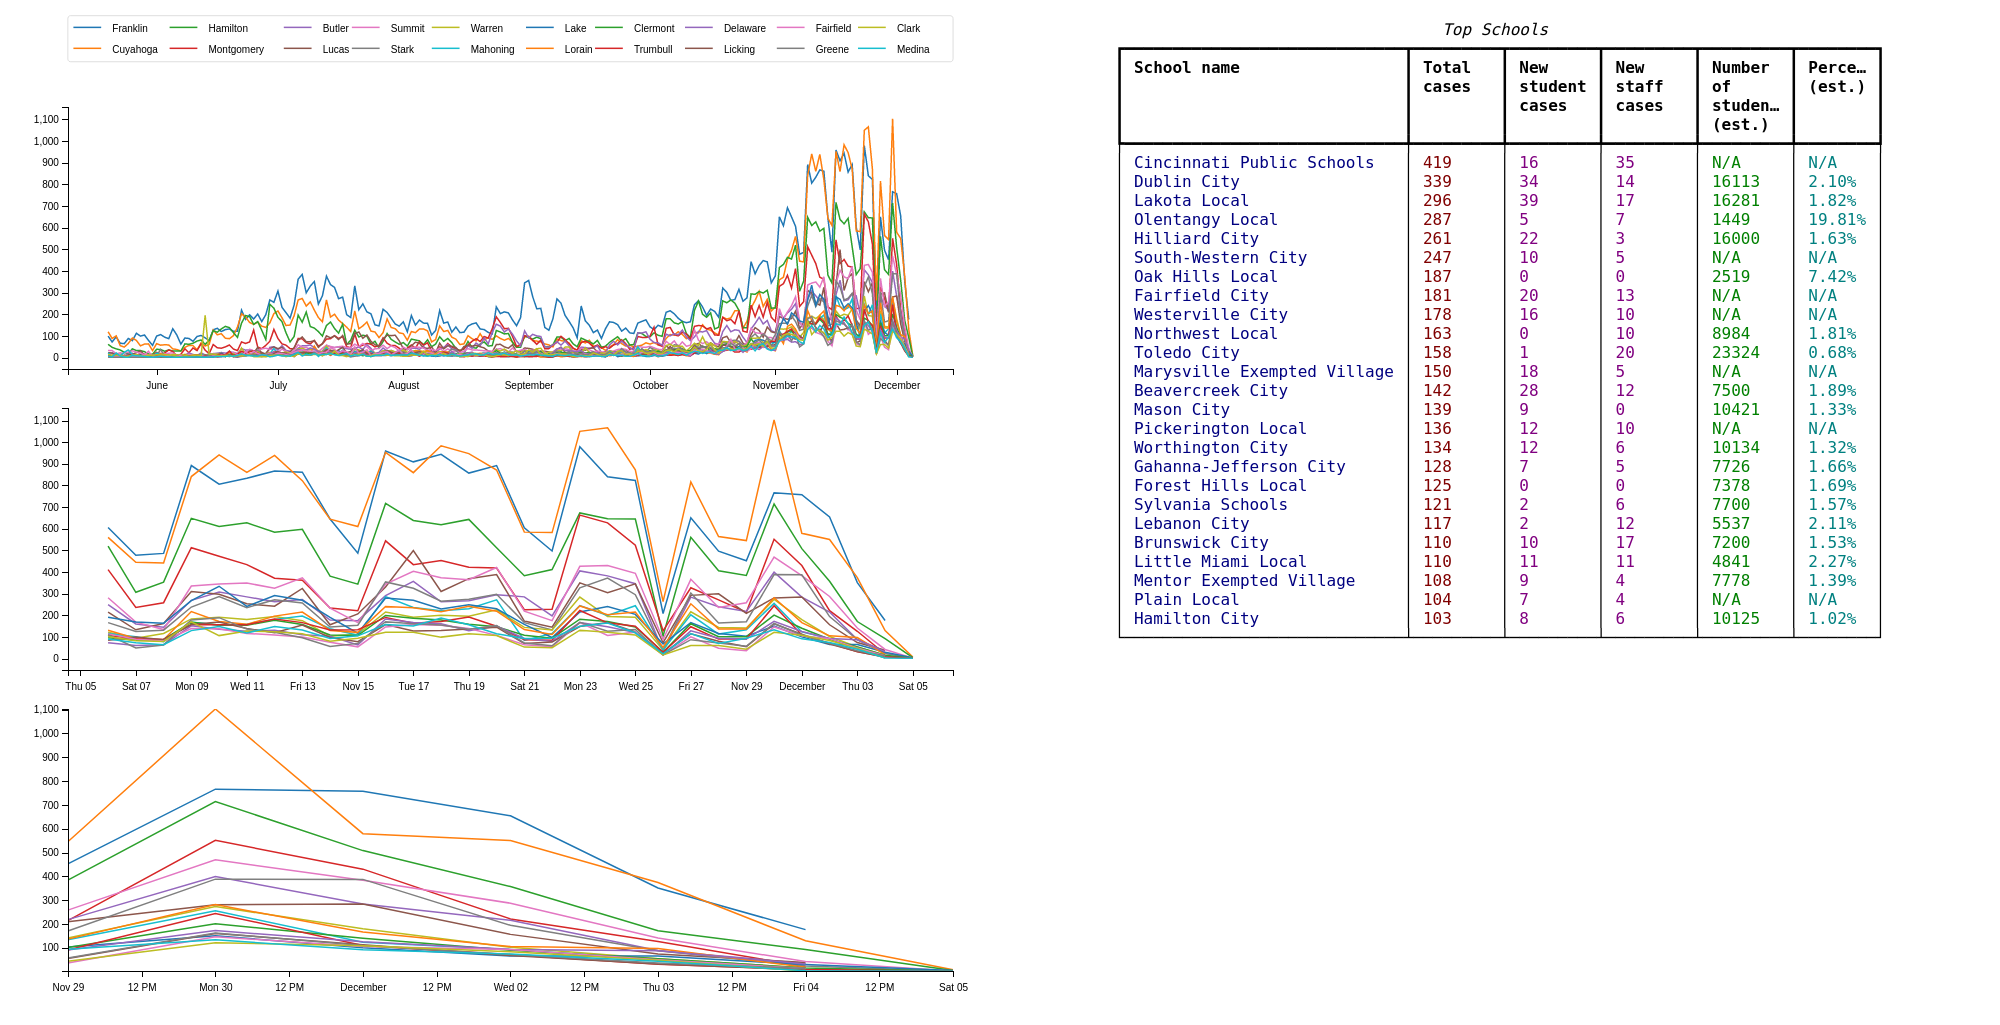 Franklin Hamilton Butler Summit Warren Lake Clermont Delaware Fairfield Clark
Cuyahoga Montgomery Lucas Stark Mahoning Lorain Trumbull Licking Greene Medina
1,100
1,000
900
800
700
600
500
400
300
200
100
0
June July August September October November December
1,100
1,000
900
800
700
600
500
400
300
200
100
0
Thu 05 Sat 07 Mon 09 Wed 11 Fri 13 Nov 15 Tue 17 Thu 19 Sat 21 Mon 23 Wed 25 Fri 27 Nov 29 December Thu 03 Sat 05
1,100
1,000
900
800
700
600
500
400
300
200
100
Nov 29 12 PM Mon 30 12 PM December 12 PM Wed 02 12 PM Thu 03 12 PM Fri 04 12 PM Sat 05
Top Schools
School name Total New New Number Perce…
cases student staff of (est.)
cases cases studen…
(est.)
Cincinnati Public Schools 419 16 35 N/A N/A
Dublin City 339 34 14 16113 2.10%
Lakota Local 296 39 17 16281 1.82%
Olentangy Local 287 5 7 1449 19.81%
Hilliard City 261 22 3 16000 1.63%
South-Western City 247 10 5 N/A N/A
Oak Hills Local 187 0 0 2519 7.42%
Fairfield City 181 20 13 N/A N/A
Westerville City 178 16 10 N/A N/A
Northwest Local 163 0 10 8984 1.81%
Toledo City 158 1 20 23324 0.68%
Marysville Exempted Village 150 18 5 N/A N/A
Beavercreek City 142 28 12 7500 1.89%
Mason City 139 9 0 10421 1.33%
Pickerington Local 136 12 10 N/A N/A
Worthington City 134 12 6 10134 1.32%
Gahanna-Jefferson City 128 7 5 7726 1.66%
Forest Hills Local 125 0 0 7378 1.69%
Sylvania Schools 121 2 6 7700 1.57%
Lebanon City 117 2 12 5537 2.11%
Brunswick City 110 10 17 7200 1.53%
Little Miami Local 110 11 11 4841 2.27%
Mentor Exempted Village 108 9 4 7778 1.39%
Plain Local 104 7 4 N/A N/A
Hamilton City 103 8 6 10125 1.02%